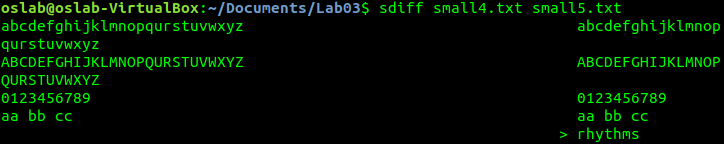 oslab@oslab-VirtualBox:~/Documents/Lab03$ sdiff small4.txt small5.txt
abcdefghijklmnopqurstuvwxyz abcdefghijklmnop
qurstuvwxyz
ABCDEFGHIJKLMNOPQURSTUVWXYZ ABCDEFGHIJKLMNOP
QURSTUVWXYZ
0123456789 0123456789
aa bb cc aa bb cc
> rhythms